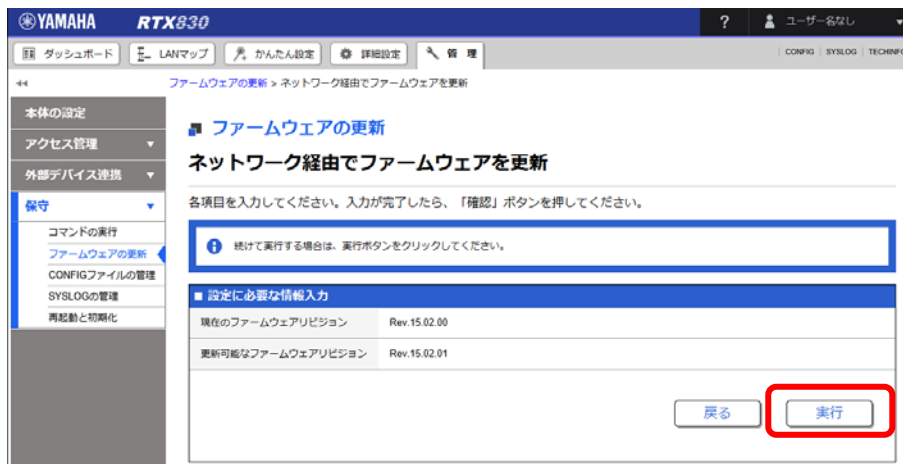 YAMAHA RTX830 ? ユーザー名なし
ダッシュボード LANマップ かんたん設定 詳細設定 管理 CONFIG SYSLOG TECHINFO
ファームウェアの更新 > ネットワーク経由でファームウェアを更新
本体の設定
アクセス管理
外部デバイス連携
保守
コマンドの実行
ファームウェアの更新
CONFIGファイルの管理
SYSLOGの管理
再起動と初期化
ファームウェアの更新
ネットワーク経由でファームウェアを更新
各項目を入力してください。入力が完了したら、「確認」ボタンを押してください。
続けて実行する場合は、実行ボタンをクリックしてください。
設定に必要な情報入力
現在のファームウェアリビジョン Rev.15.02.00
更新可能なファームウェアリビジョン Rev.15.02.01
戻る 実行